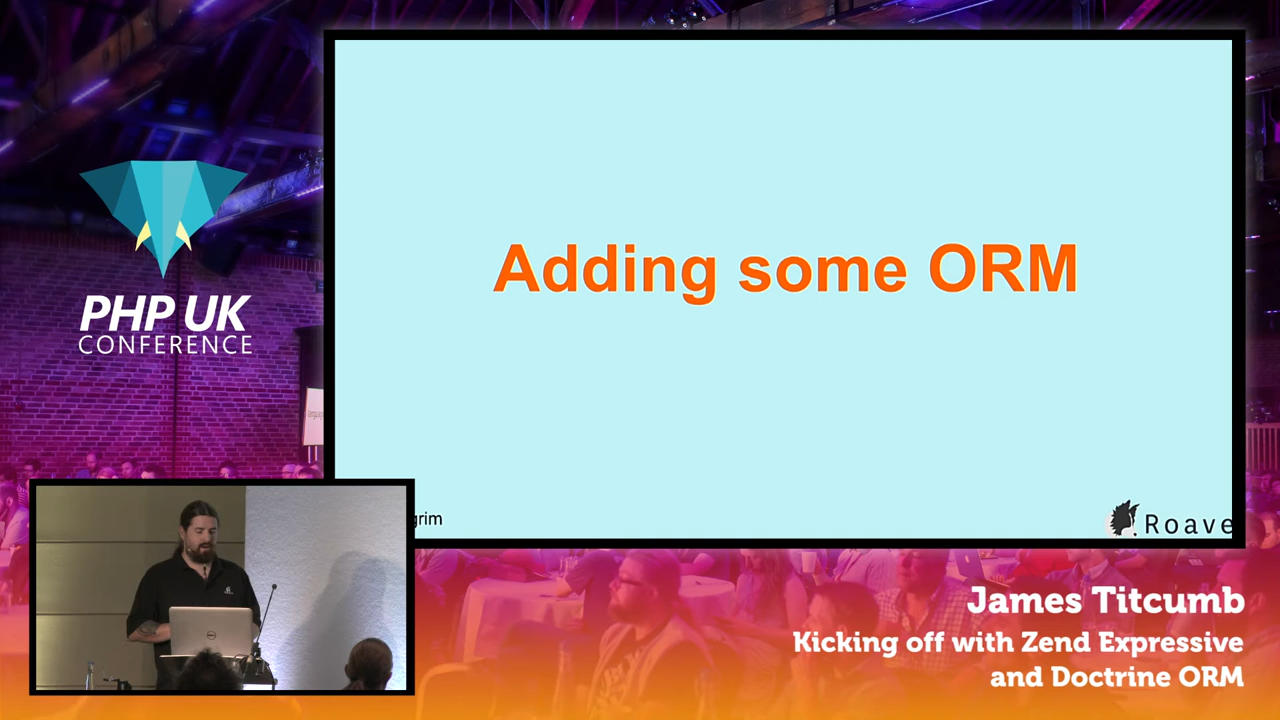 Adding some ORM
PHP UK
CONFERENCE
grim
Roave
James Titcumb
Kicking off with Zend Expressive
and Doctrine ORM